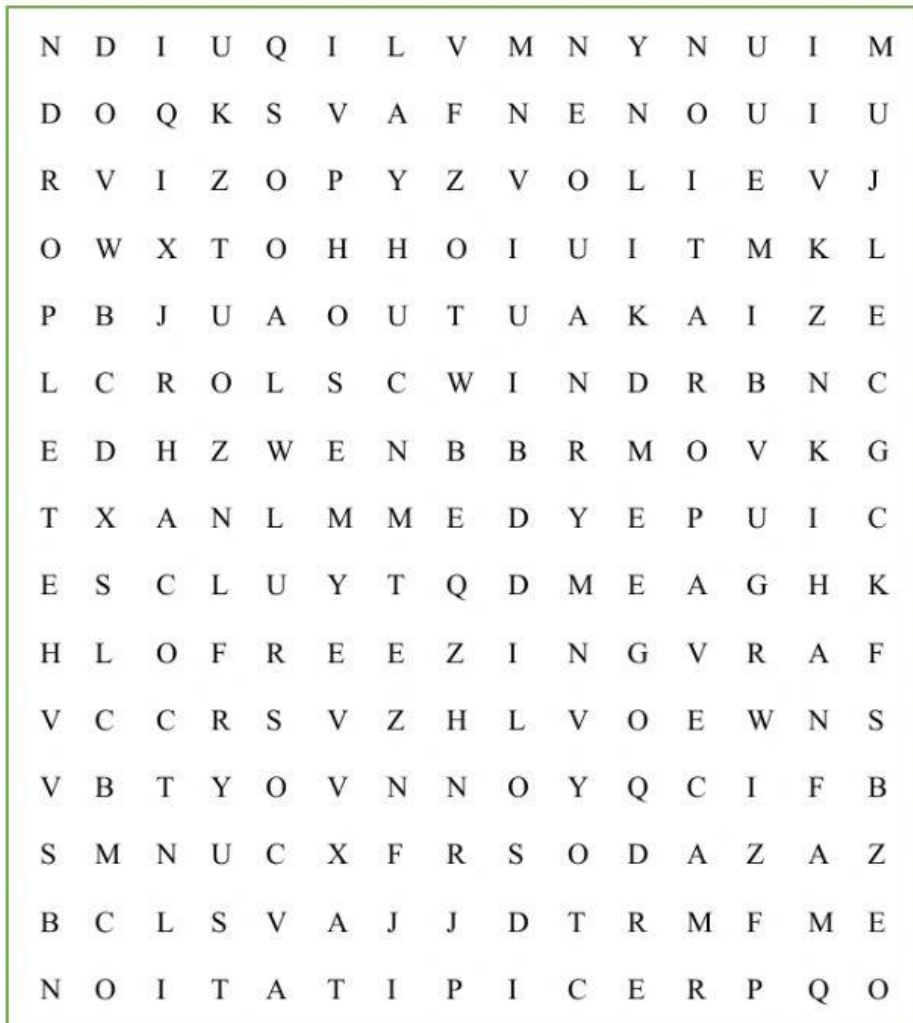 N D I U Q I L V M N Y N U I M
D O Q K S V A F N E N O U I U
R V I Z O P Y Z V O L I E V J
O W X T O H H O I U I T M K L
P B J U A O U T U A K A I Z E
L C R O L S C W I N D R B N C
E D H Z W E N B B R M O V K G
T X A N L M M E D Y E P U I C
E S C L U Y T Q D M E A G H K
H L O F R E E Z I N G V R A F
V C C R S V Z H L V O E W N S
V B T Y O V N N O Y Q C I F B
S M N U C X F R S O D A Z A Z
B C L S V A J J D T R M F M E
N O I T A T I P I C E R P Q O